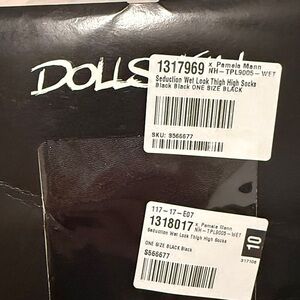 DOLLS
1317969 x Pamela Mann
NH-TPL9005-WET
Seduction Wet Look Thigh High Socks
Black Black ONE SIZE BLACK
SKU: 9566677
117-17-E07
1318017 x Pamela Mann
NH-TPL9005-WET
Seduction Wet Look Thigh High Socks
ONE SIZE BLACK Black
9566677
10